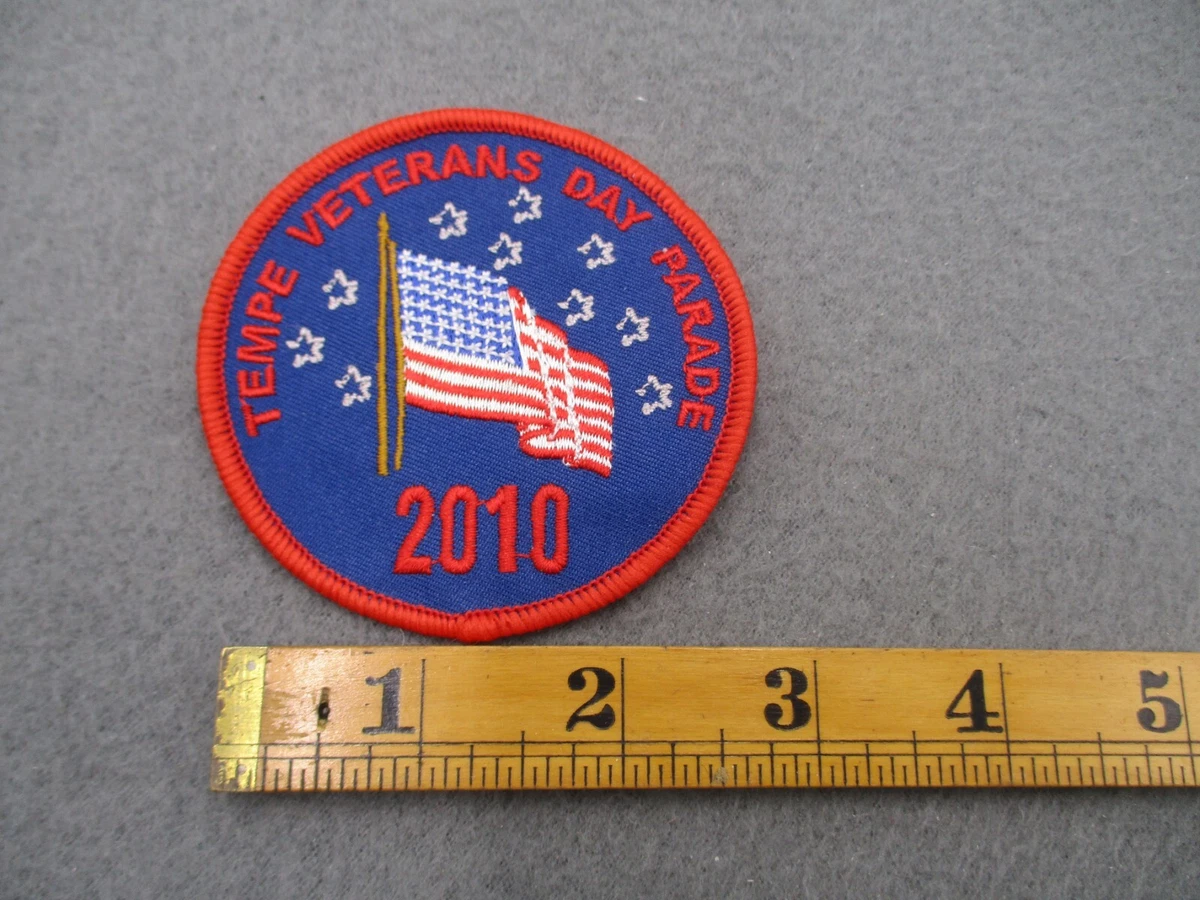 TEMPE VETERANS DAY PARADE
2010
1 2 3 4 5